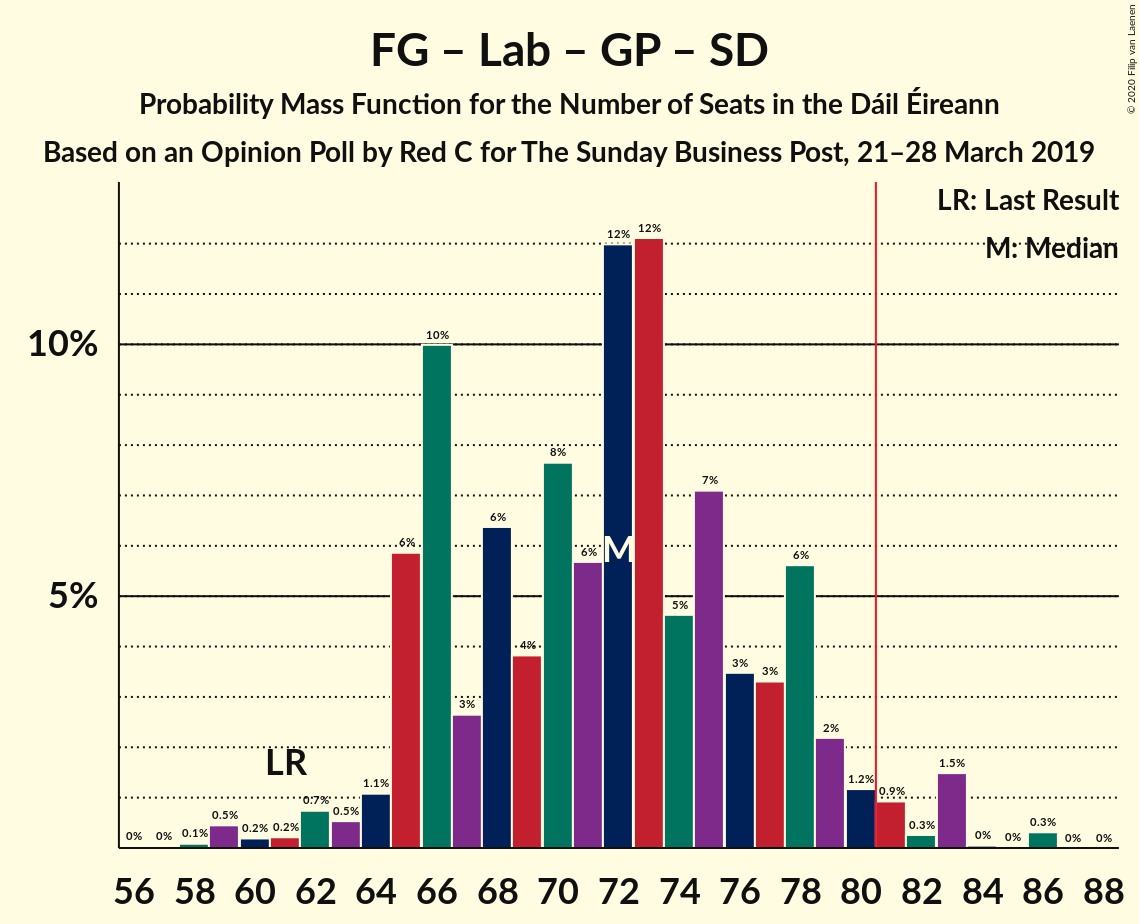 FG – Lab – GP – SD
Probability Mass Function for the Number of Seats in the Dáil Éireann
Based on an Opinion Poll by Red C for The Sunday Business Post, 21–28 March 2019
© 2020 Filip van Laenen
LR: Last Result
M: Median
10%
5%
LR
M
0% 0% 0.1% 0.5% 0.2% 0.2% 0.7% 0.5% 1.1% 6% 10% 3% 6% 4% 8% 6% 12% 12% 5% 7% 3% 3% 6% 2% 1.2% 0.9% 0.3% 1.5% 0% 0% 0.3% 0% 0%
56 58 60 62 64 66 68 70 72 74 76 78 80 82 84 86 88